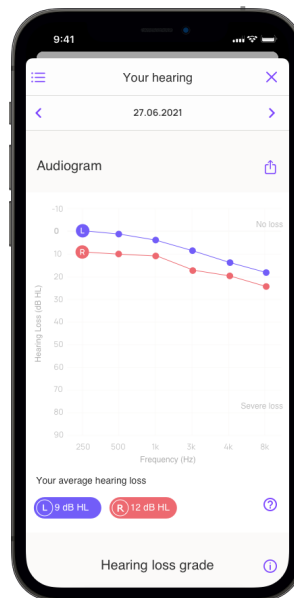 9:41
Your hearing
27.06.2021
Audiogram
-10
No loss
0
L
10
R
20
30
40
50
60
70
80
Severe loss
90
Hearing Loss (dB HL)
250 500 1k 3k 4k 8k
Frequency (Hz)
Your average hearing loss
L 9 dB HL R 12 dB HL ?
Hearing loss grade i